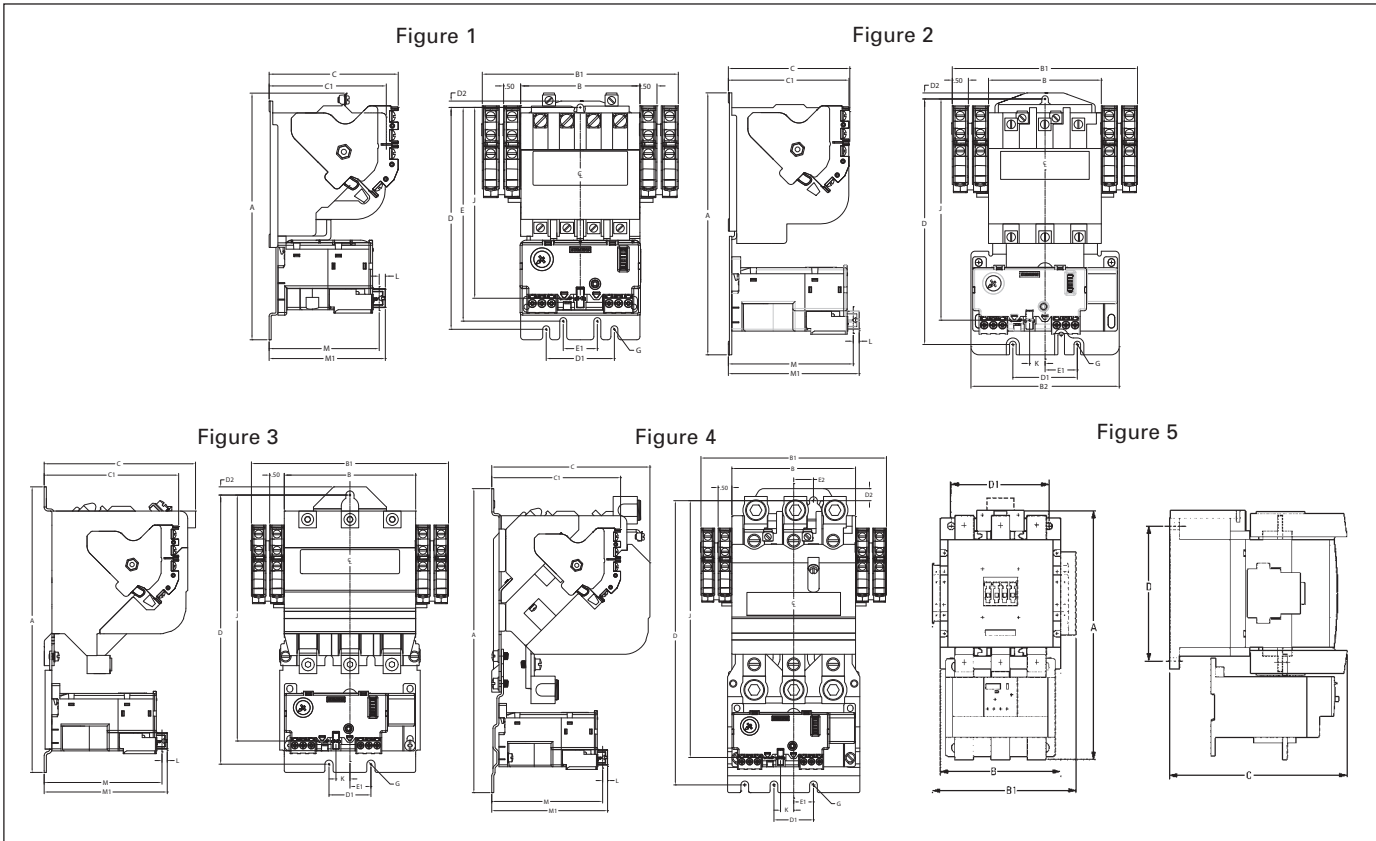 Figure 1
C
C1
A
L
M
M1
B1
D2
.50
B
.50
D
E
J
℄
E1
D1
G
Figure 2
C
C1
A
L
M
M1
B1
D2
.50
B
D
J
℄
K
E1
D1
B2
G
Figure 3
C
C1
A
L
M
M1
B1
D2
.50
B
D
J
℄
K
E1
D1
G
Figure 4
C
C1
A
L
M
M1
B1
B
.50
E2
D2
D
J
℄
K
E1
D1
G
Figure 5
D1
A
B
B1
D
C